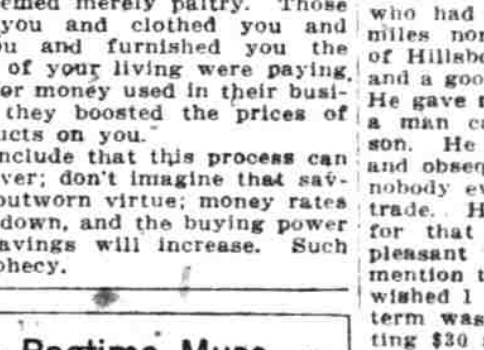 emed merely paltry. Those
you and clothed you and
ou and furnished you the
of your living were paying,
or money used in their busi-
they boosted the prices of
ucts on you.
nclude that this process can
ver; don't imagine that sav-
outworn virtue; money rates
down, and the buying power
avings will increase. Such
phecy.
Ragtime Muse
who had
miles nor
of Hillsbo
and a goo
He gave
a man ca
son. He
and obseq
nobody ev
trade. H
for that
pleasant
mention t
wished I
term was
ting $30